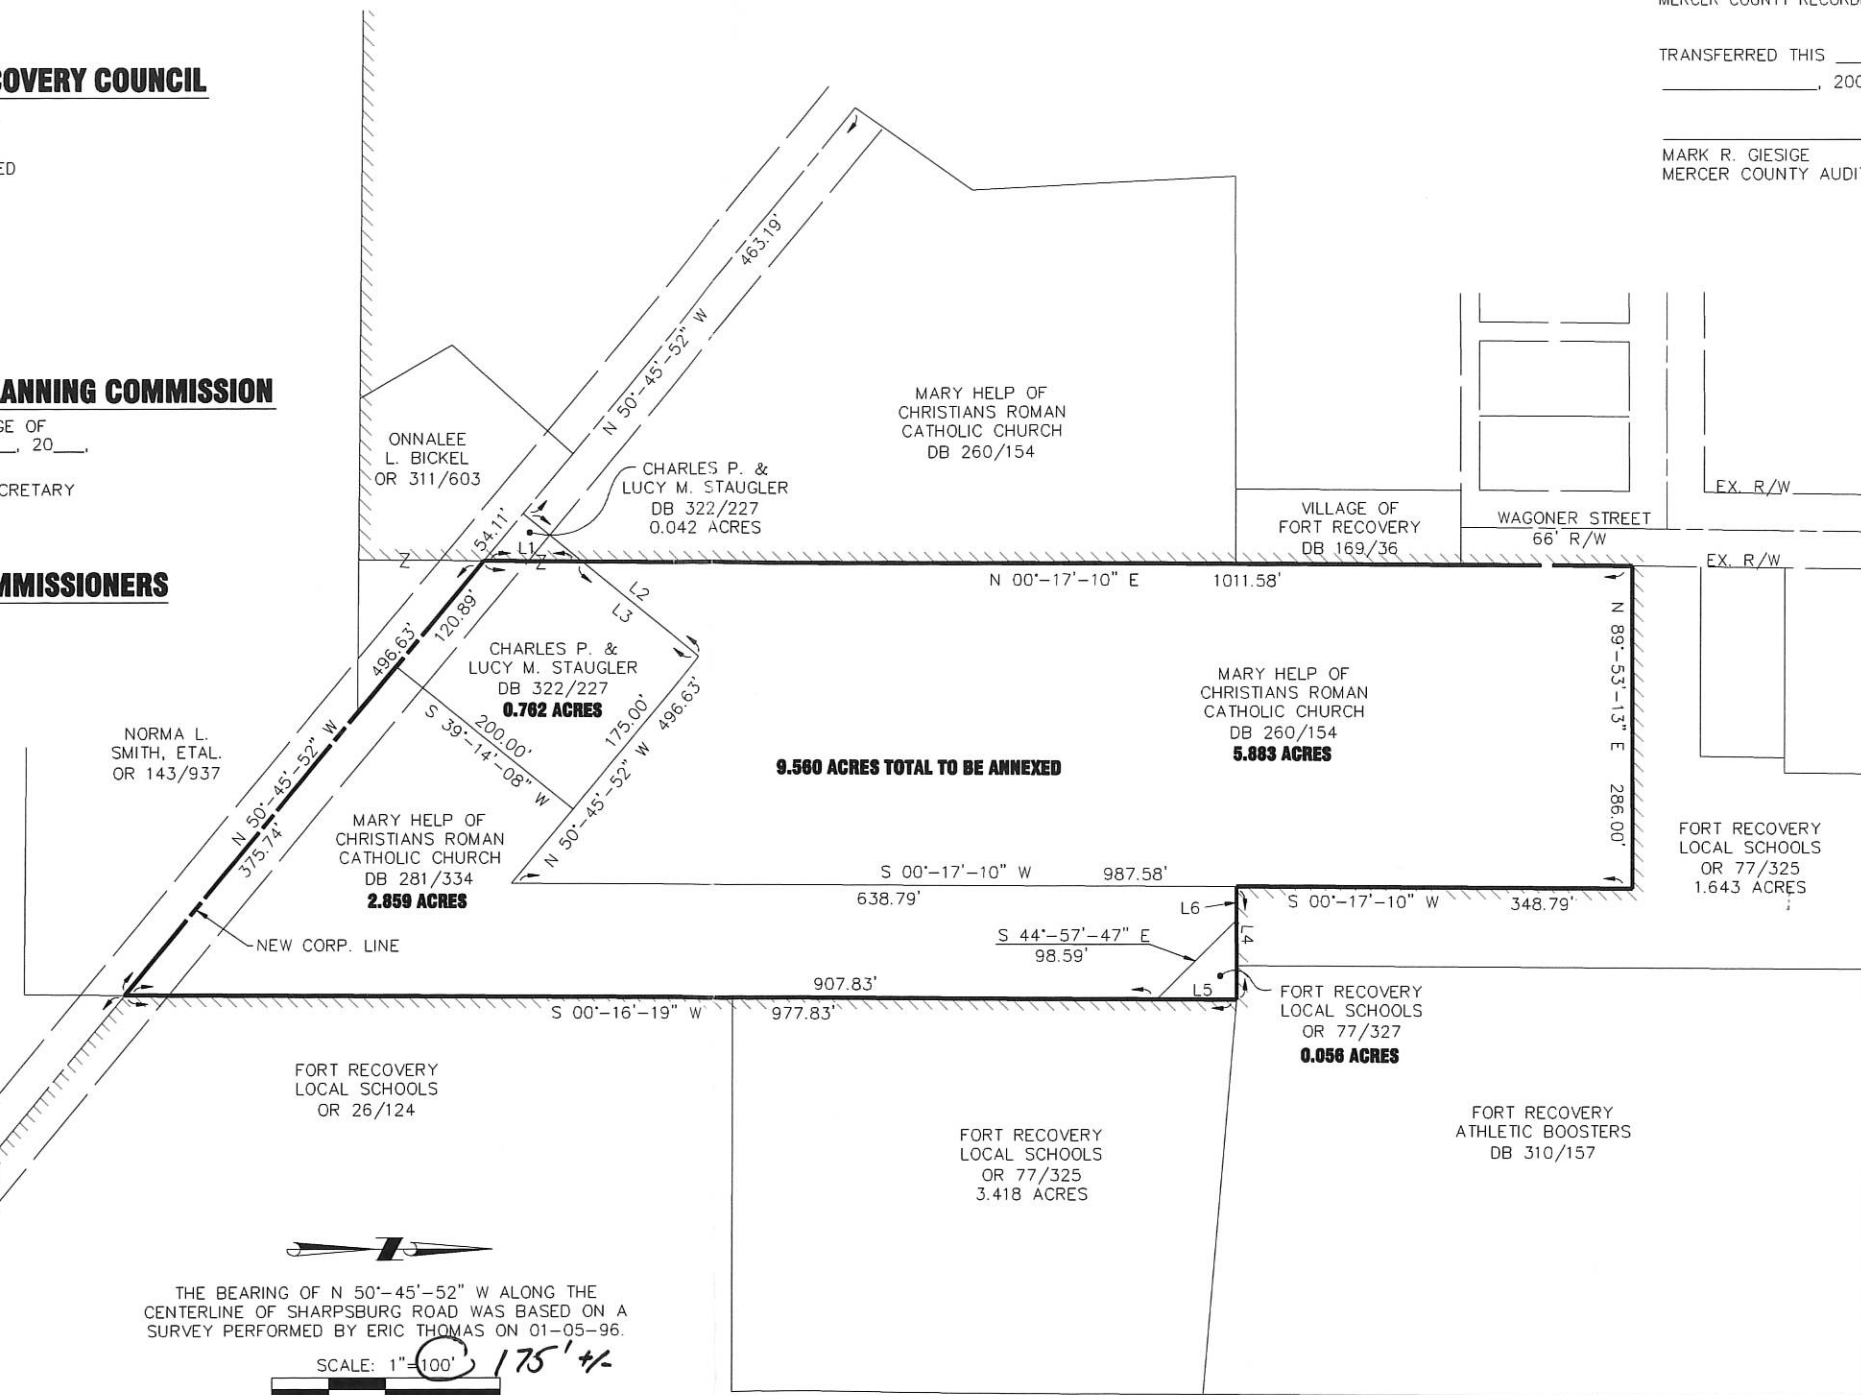 MERCER COUNTY
TRANSFERRED THIS
, 200
MARK R. GIESIGE
MERCER COUNTY
COUNCIL
PLANNING COMMISSION
OF
, 20 ,
COMMISSIONERS
463.19'
N 50°-45'-52" W
MARY HELP OF
CHRISTIANS ROMAN
CATHOLIC CHURCH
DB 260/154
ONNALEE
L. BICKEL
OR 311/603
CHARLES P. &
LUCY M. STAUGLER
DB 322/227
0.042 ACRES
VILLAGE OF
FORT RECOVERY
DB 169/36
WAGONER STREET
66' R/W
EX. R/W
EX. R/W
54.11'
L1
Z
Z
N 00°-17'-10" E 1011.58'
L2
L3
120.89'
496.63'
CHARLES P. &
LUCY M. STAUGLER
DB 322/227
0.762 ACRES
200.00'
S 39°-14'-08" W
175.00'
N 50°-45'-52" W 496.63'
N 89°-53'-13" E 286.00'
MARY HELP OF
CHRISTIANS ROMAN
CATHOLIC CHURCH
DB 260/154
5.883 ACRES
9.560 ACRES TOTAL TO BE ANNEXED
NORMA L.
SMITH, ETAL.
OR 143/937
N 50°-45'-52" W
375.74'
MARY HELP OF
CHRISTIANS ROMAN
CATHOLIC CHURCH
DB 281/334
2.859 ACRES
NEW CORP. LINE
S 00°-17'-10" W 987.58'
638.79'
S 00°-17'-10" W 348.79'
L6
L4
S 44°-57'-47" E
98.59'
L5
907.83'
S 00°-16'-19" W 977.83'
FORT RECOVERY
LOCAL SCHOOLS
OR 77/325
1.643 ACRES
FORT RECOVERY
LOCAL SCHOOLS
OR 77/327
0.056 ACRES
FORT RECOVERY
LOCAL SCHOOLS
OR 26/124
FORT RECOVERY
LOCAL SCHOOLS
OR 77/325
3.418 ACRES
FORT RECOVERY
ATHLETIC BOOSTERS
DB 310/157
Z
THE BEARING OF N 50°-45'-52" W ALONG THE
CENTERLINE OF SHARPSBURG ROAD WAS BASED ON A
SURVEY PERFORMED BY ERIC THOMAS ON 01-05-96.
SCALE: 1"=100' 175' +/-